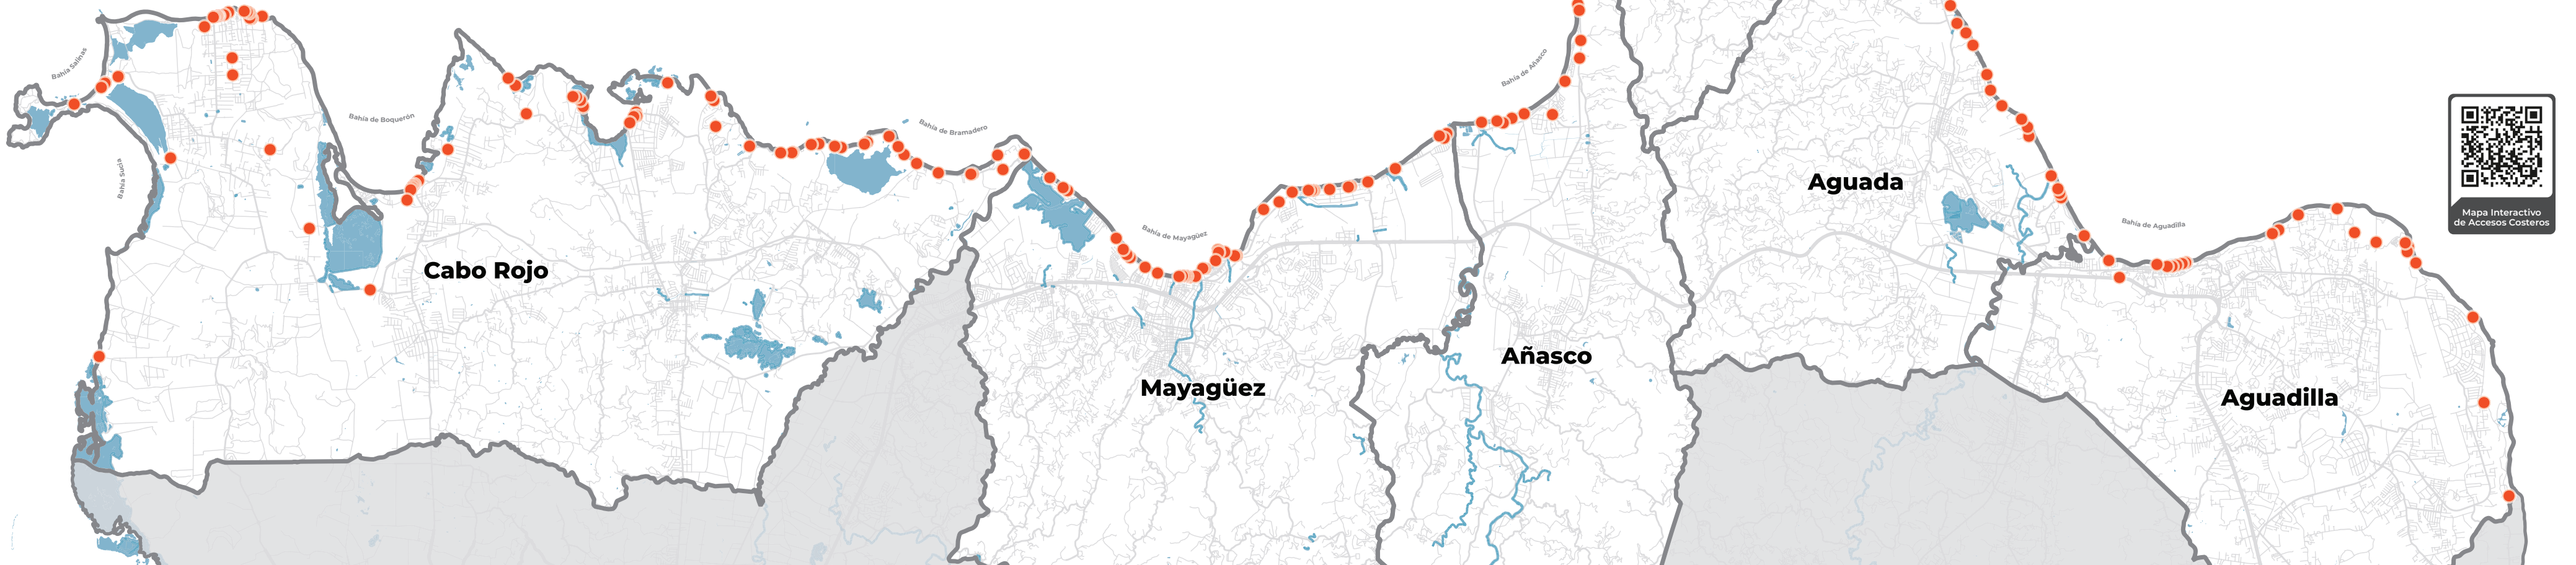 Bahía Salinas
Bahía Sucia
Bahía de Boquerón
Bahía de Bramadero
Bahía de Mayagüez
Bahía de Añasco
Bahía de Aguadilla
Cabo Rojo
Mayagüez
Añasco
Aguada
Aguadilla
Mapa Interactivo
de Accesos Costeros